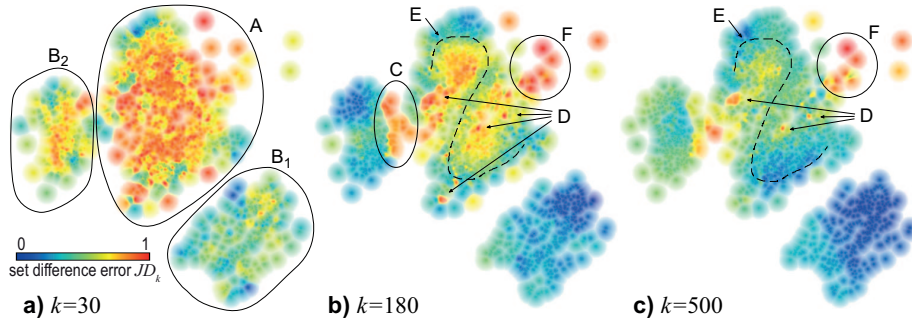 A
B2
B1
0 1
set difference error JDk
a) k=30
E
F
C
D
b) k=180
E
F
D
c) k=500